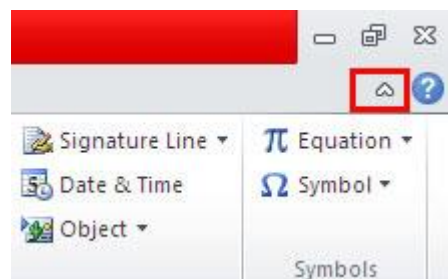 Signature Line
Date & Time
Object
π Equation
Ω Symbol
Symbols